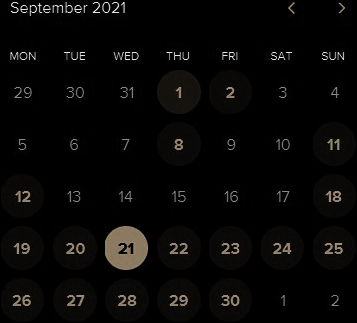 September 2021
MON TUE WED THU FRI SAT SUN
29 30 31 1 2 3 4
5 6 7 8 9 10 11
12 13 14 15 16 17 18
19 20 21 22 23 24 25
26 27 28 29 30 1 2